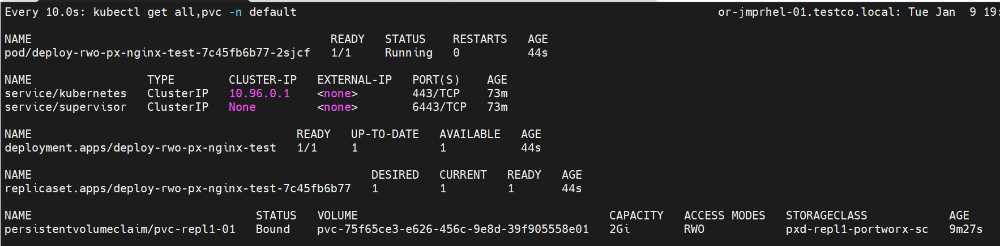 Every 10.0s: kubectl get all,pvc -n default or-jmprhel-01.testco.local: Tue Jan 9 19:
NAME READY STATUS RESTARTS AGE
pod/deploy-rwo-px-nginx-test-7c45fb6b77-2sjcf 1/1 Running 0 44s
NAME TYPE CLUSTER-IP EXTERNAL-IP PORT(S) AGE
service/kubernetes ClusterIP 10.96.0.1 <none> 443/TCP 73m
service/supervisor ClusterIP None <none> 6443/TCP 73m
NAME READY UP-TO-DATE AVAILABLE AGE
deployment.apps/deploy-rwo-px-nginx-test 1/1 1 1 44s
NAME DESIRED CURRENT READY AGE
replicaset.apps/deploy-rwo-px-nginx-test-7c45fb6b77 1 1 1 44s
NAME STATUS VOLUME CAPACITY ACCESS MODES STORAGECLASS AGE
persistentvolumeclaim/pvc-repl1-01 Bound pvc-75f65ce3-e626-456c-9e8d-39f905558e01 2Gi RWO pxd-repl1-portworx-sc 9m27s